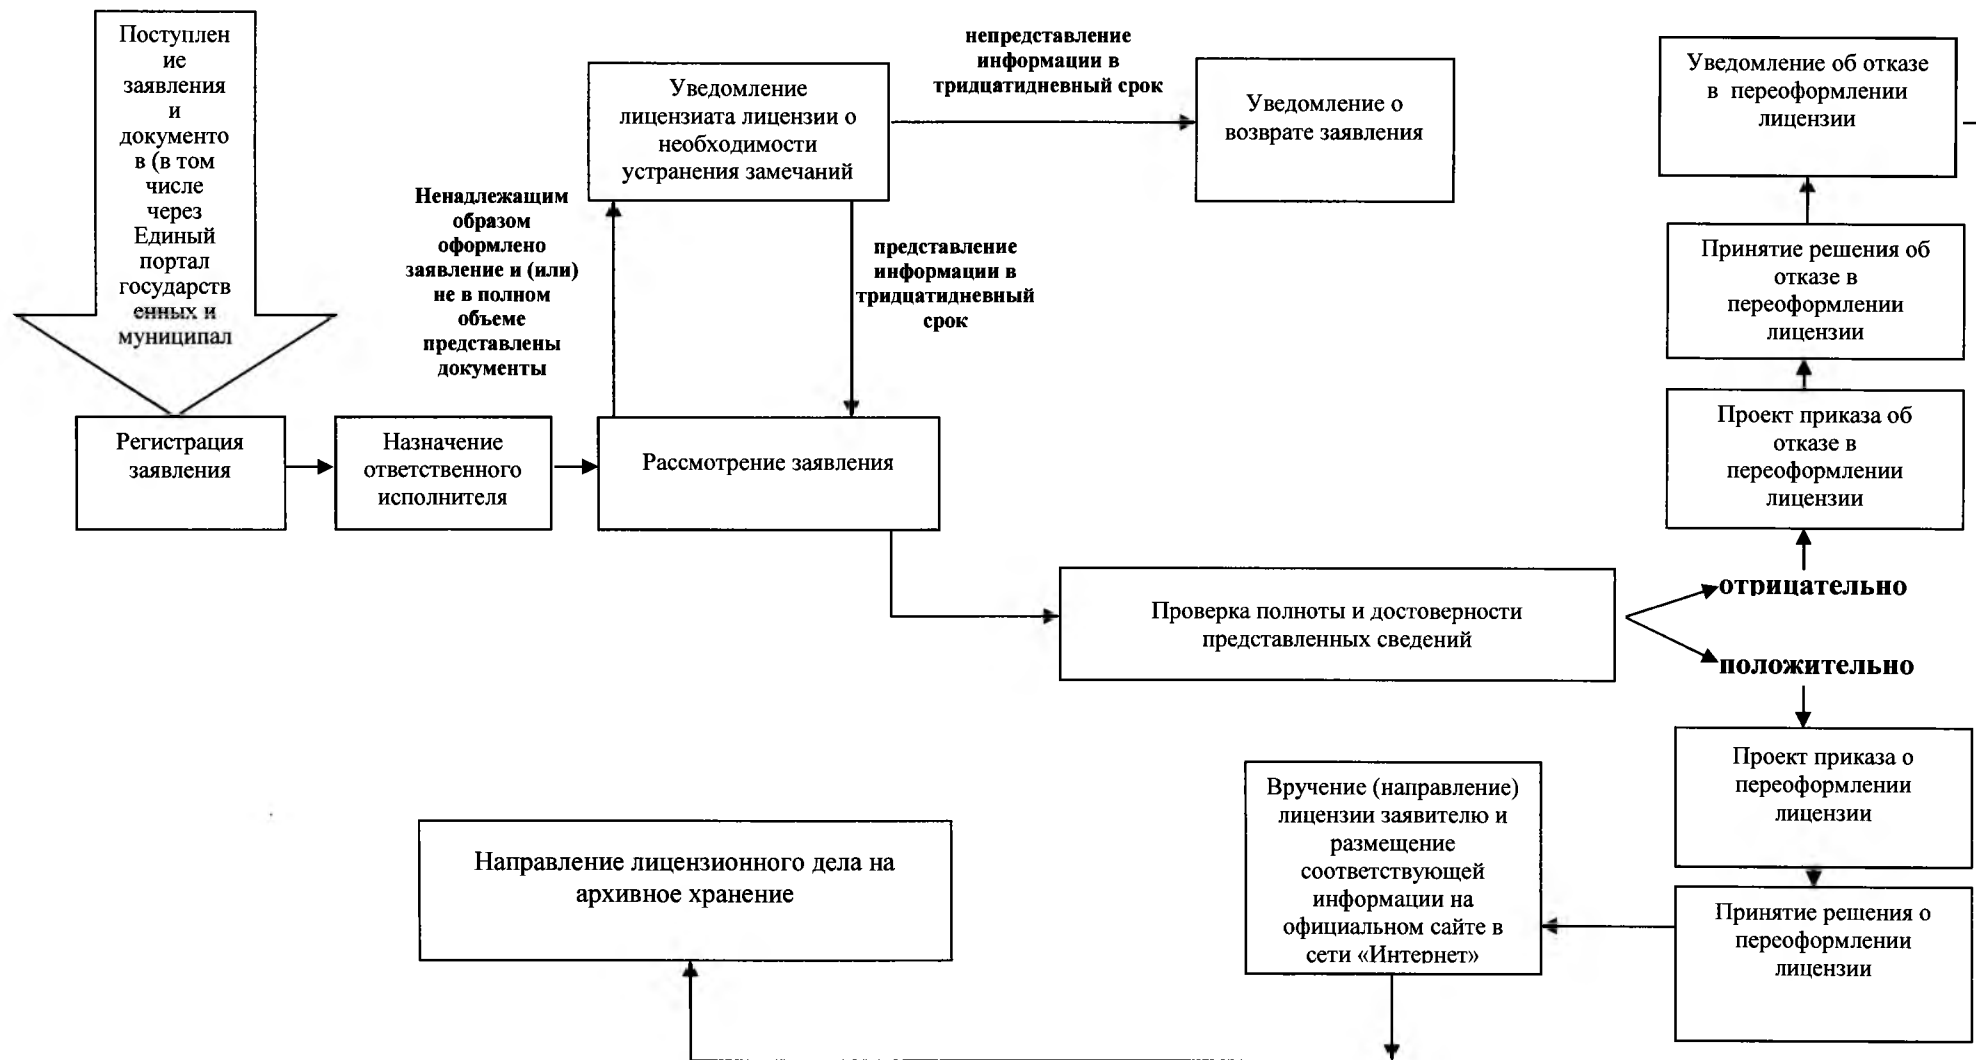 Поступлен
ие
заявления
и
документо
в (в том
числе
через
Единый
портал
государств
енных и
муниципал
Регистрация
заявления
Назначение
ответственного
исполнителя
Рассмотрение заявления
Ненадлежащим
образом
оформлено
заявление и (или)
не в полном
объеме
представлены
документы
Уведомление
лицензиата лицензии о
необходимости
устранения замечаний
непредставление
информации в
тридцатидневный срок
Уведомление о
возврате заявления
представление
информации в
тридцатидневный
срок
Проверка полноты и достоверности
представленных сведений
отрицательно
Проект приказа об
отказе в
переоформлении
лицензии
Принятие решения об
отказе в
переоформлении
лицензии
Уведомление об отказе
в переоформлении
лицензии
положительно
Проект приказа о
переоформлении
лицензии
Принятие решения о
переоформлении
лицензии
Вручение (направление)
лицензии заявителю и
размещение
соответствующей
информации на
официальном сайте в
сети «Интернет»
Направление лицензионного дела на
архивное хранение